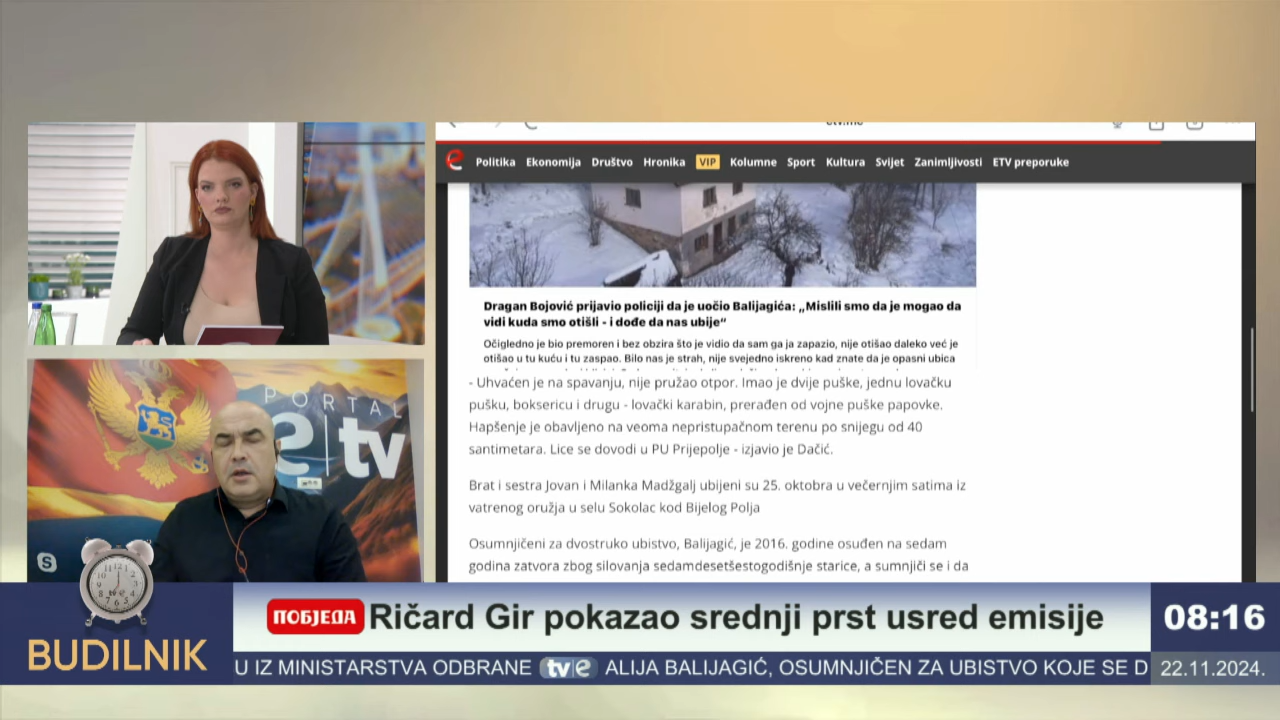 etv.me
Politika Ekonomija Društvo Hronika VIP Kolumne Sport Kultura Svijet Zanimljivosti ETV preporuke
Dragan Bojović prijavio policiji da je uočio Balijagića: „Mislili smo da je mogao da
vidi kuda smo otišli - i dođe da nas ubije“
Očigledno je bio premoren i bez obzira što je vidio da sam ga ja zapazio, nije otišao daleko već je
otišao u tu kuću i tu zaspao. Bilo nas je strah, nije svejedno iskreno kad znate da je opasni ubica
- Uhvaćen je na spavanju, nije pružao otpor. Imao je dvije puške, jednu lovačku
pušku, boksericu i drugu - lovački karabin, prerađen od vojne puške papovke.
Hapšenje je obavljeno na veoma nepristupačnom terenu po snijegu od 40
santimetara. Lice se dovodi u PU Prijepolje - izjavio je Dačić.
Brat i sestra Jovan i Milanka Madžgalj ubijeni su 25. oktobra u večernjim satima iz
vatrenog oružja u selu Sokolac kod Bijelog Polja
Osumnjičeni za dvostruko ubistvo, Balijagić, je 2016. godine osuđen na sedam
godina zatvora zbog silovanja sedamdesetšestogodišnje starice, a sumnjiči se i da
PORTAL
e|tv
S
BUDILNIK
ПОБЈЕДА Ričard Gir pokazao srednji prst usred emisije
08:16
U IZ MINISTARSTVA ODBRANE tv e ALIJA BALIJAGIĆ, OSUMNJIČEN ZA UBISTVO KOJE SE D
22.11.2024.